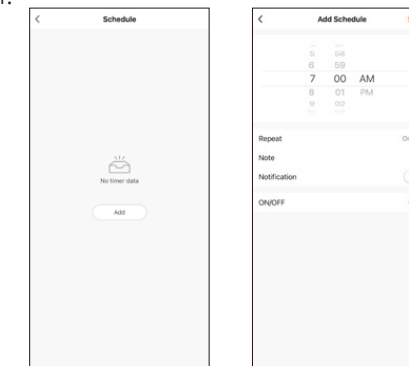 Schedule
No timer data
Add
Add Schedule
5 58
6 59
7 00 AM
8 01 PM
9 02
Repeat
Note
Notification
ON/OFF